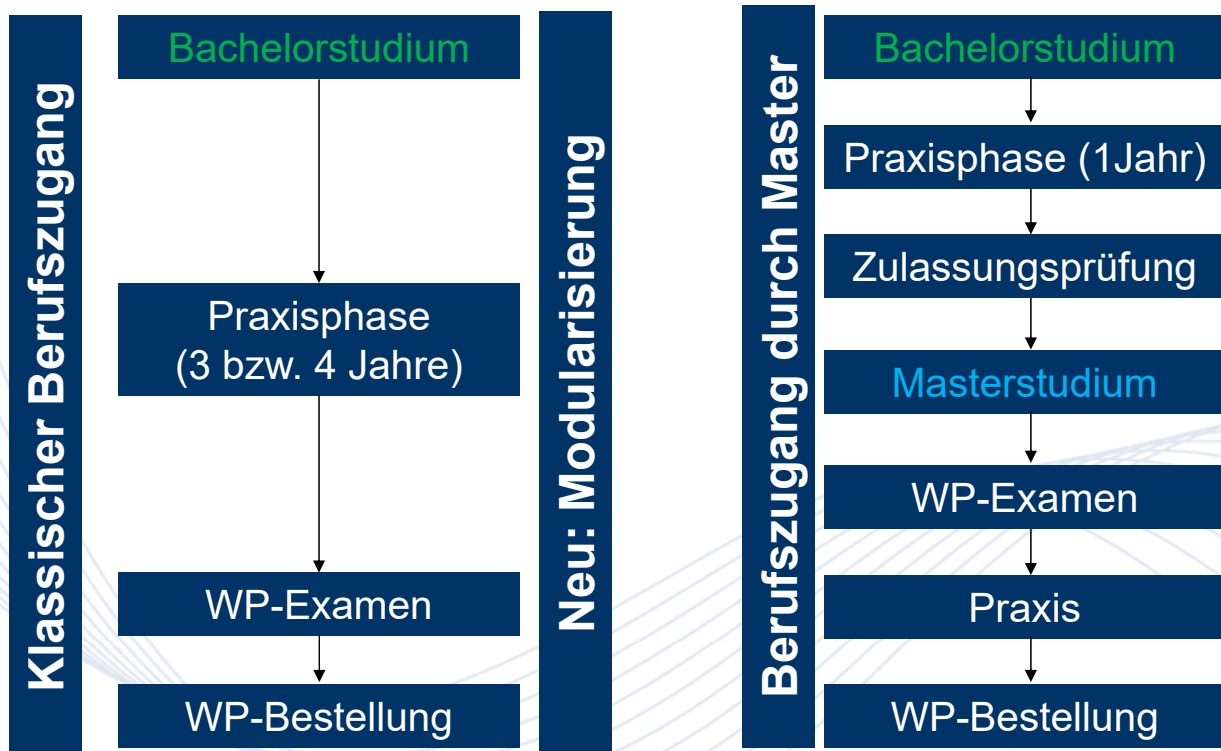 Klassischer Berufszugang
Bachelorstudium
Praxisphase
(3 bzw. 4 Jahre)
WP-Examen
WP-Bestellung
Neu: Modularisierung
Berufszugang durch Master
Bachelorstudium
Praxisphase (1Jahr)
Zulassungsprüfung
Masterstudium
WP-Examen
Praxis
WP-Bestellung